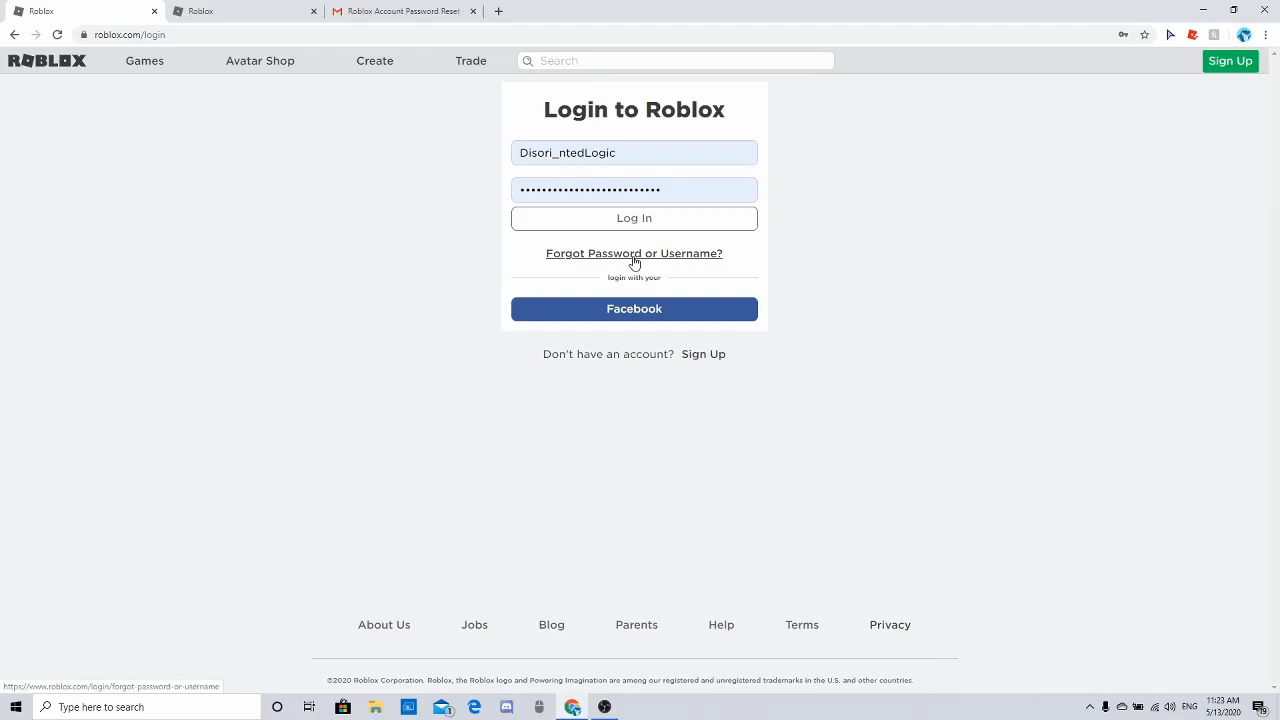 Roblox
Roblox
Roblox Account Password Reset
roblox.com/login
ROBLOX
Games
Avatar Shop
Create
Trade
Search
Sign Up
Login to Roblox
Disori_ntedLogic
Log In
Forgot Password or Username?
login with your
Facebook
Don't have an account? Sign Up
About Us
Jobs
Blog
Parents
Help
Terms
Privacy
©2020 Roblox Corporation. Roblox, the Roblox logo and Powering Imagination are among our registered and unregistered trademarks in the U.S. and other countries.
https://www.roblox.com/login/forgot-password-or-username
Type here to search
ENG
11:23 AM
5/13/2020